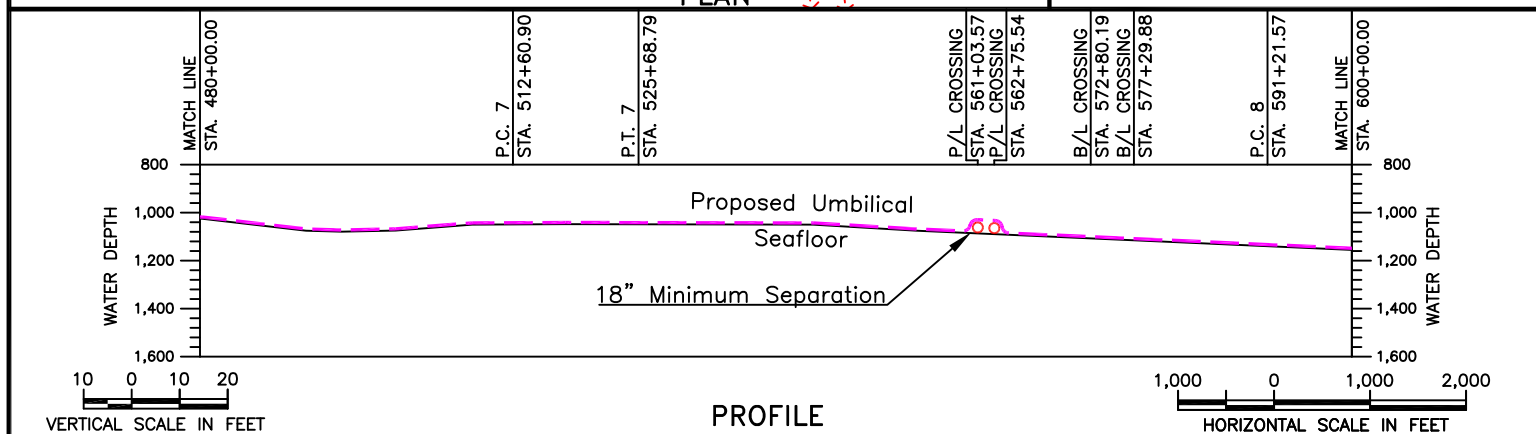 PLAN
MATCH LINE
STA. 480+00.00
P.C. 7
STA. 512+60.90
P.T. 7
STA. 525+68.79
P/L CROSSING
STA. 561+03.57
P/L CROSSING
STA. 562+75.54
B/L CROSSING
STA. 572+80.19
B/L CROSSING
STA. 577+29.88
P.C. 8
STA. 591+21.57
MATCH LINE
STA. 600+00.00
800
1,000
1,200
1,400
1,600
WATER DEPTH
Proposed Umbilical
Seafloor
18” Minimum Separation
800
1,000
1,200
1,400
1,600
WATER DEPTH
10 0 10 20
VERTICAL SCALE IN FEET
PROFILE
1,000 0 1,000 2,000
HORIZONTAL SCALE IN FEET